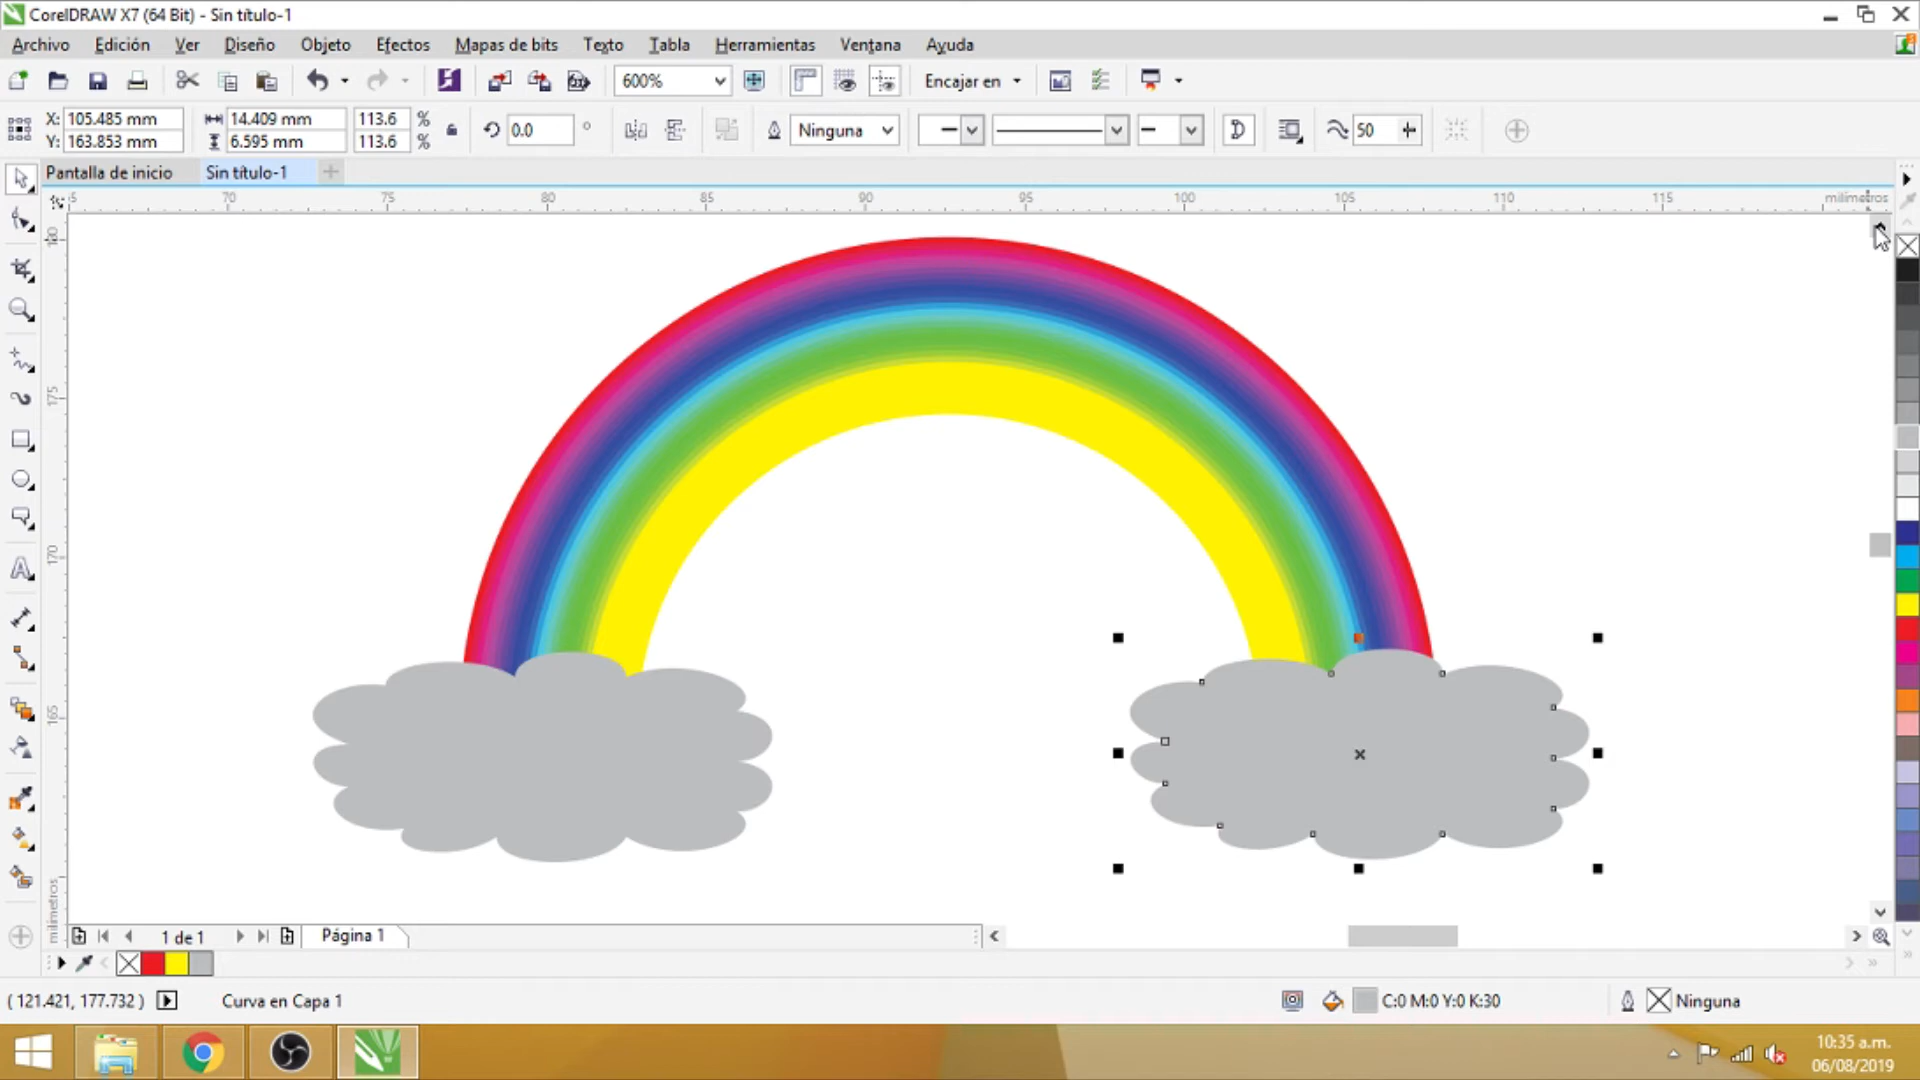 CorelDRAW X7 (64 Bit) - Sin título-1
Archivo Edición Ver Diseño Objeto Efectos Mapas de bits Texto Tabla Herramientas Ventana Ayuda
600% Encajar en
X: 105.485 mm 14.409 mm 113.6 %
Y: 163.853 mm 6.595 mm 113.6 %
0.0 ° Ninguna 50
Pantalla de inicio Sin título-1
70 75 80 85 90 95 100 105 110 115 milímetros
180
175
170
165
milímetros
1 de 1 Página 1
( 121.421, 177.732 ) Curva en Capa 1 C:0 M:0 Y:0 K:30 Ninguna
10:35 a.m.
06/08/2019